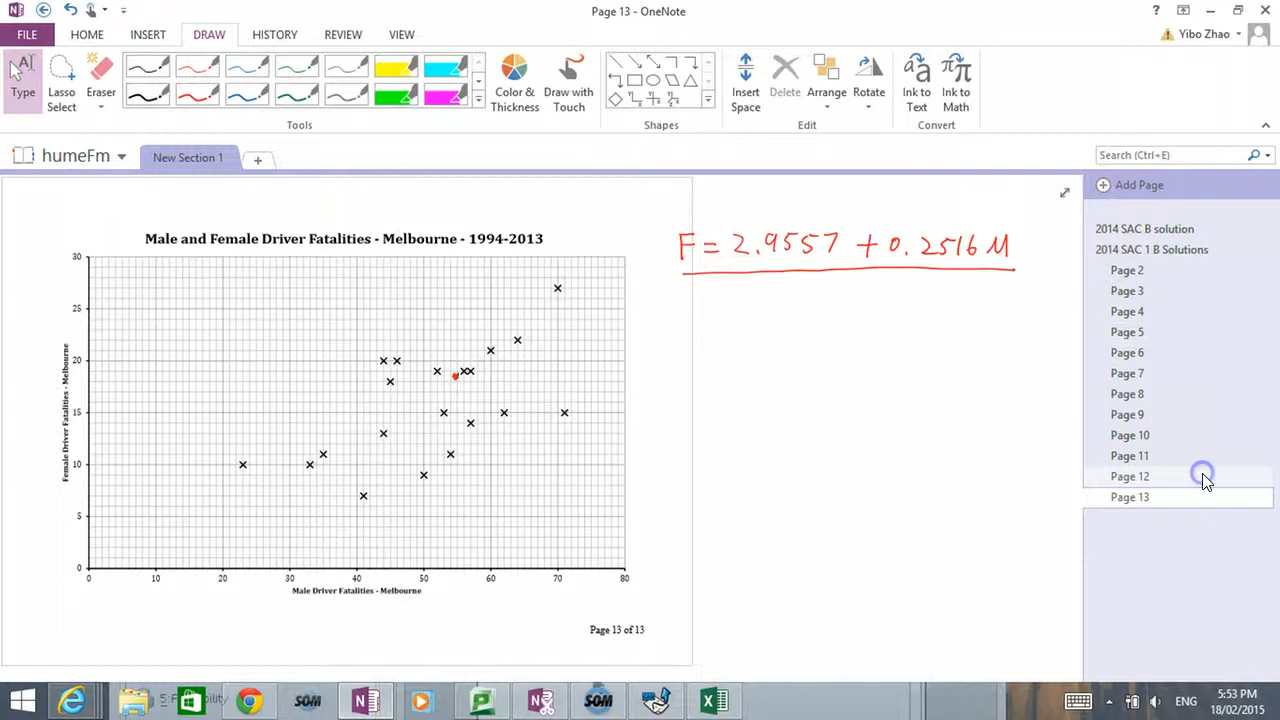 Page 13 - OneNote
Yibo Zhao
FILE HOME INSERT DRAW HISTORY REVIEW VIEW
Type
Lasso Select
Eraser
Color & Thickness
Draw with Touch
Insert Space
Delete
Arrange
Rotate
Ink to Text
Ink to Math
Tools
Shapes
Edit
Convert
humeFm
New Section 1
Search (Ctrl+E)
Add Page
2014 SAC B solution
2014 SAC 1 B Solutions
Page 2
Page 3
Page 4
Page 5
Page 6
Page 7
Page 8
Page 9
Page 10
Page 11
Page 12
Page 13
Male and Female Driver Fatalities - Melbourne - 1994-2013
F = 2.9557 + 0.2516 M
30
25
20
15
10
5
0
Female Driver Fatalities - Melbourne
0 10 20 30 40 50 60 70 80
Male Driver Fatalities - Melbourne
Page 13 of 13
SOM
SOM
ENG
5:53 PM
18/02/2015